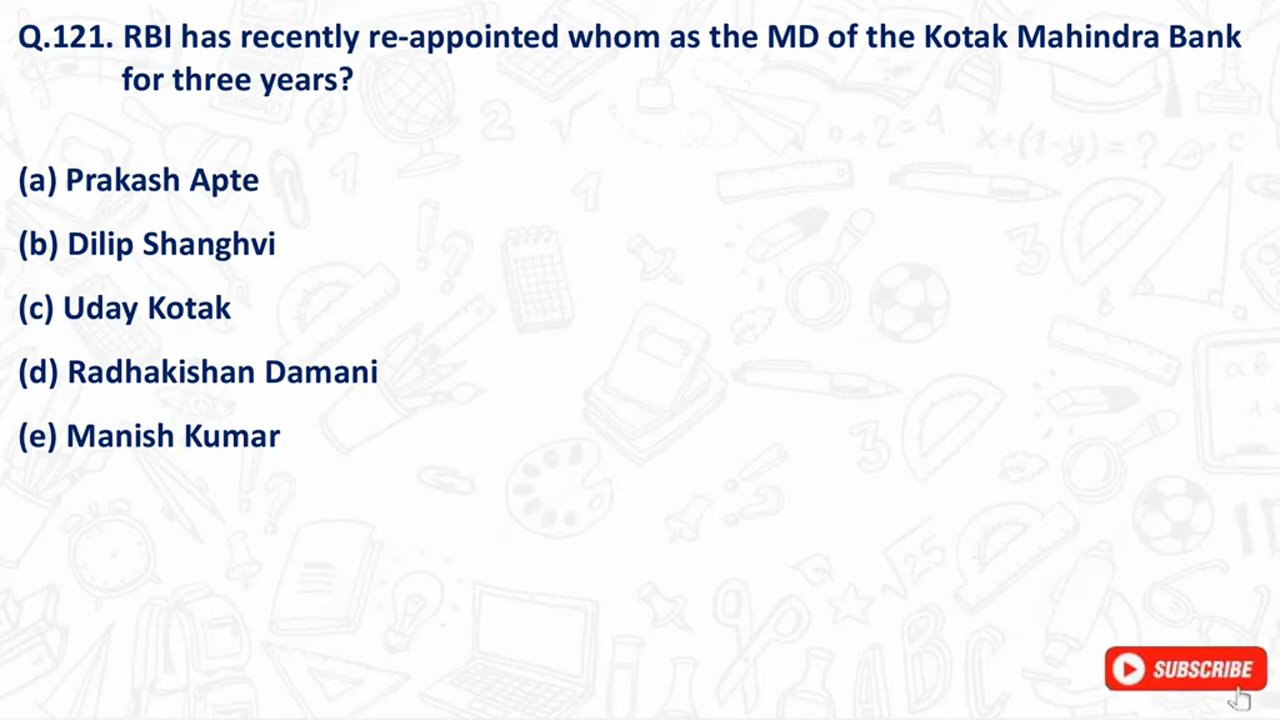 Q.121. RBI has recently re-appointed whom as the MD of the Kotak Mahindra Bank
for three years?
(a) Prakash Apte
(b) Dilip Shanghvi
(c) Uday Kotak
(d) Radhakishan Damani
(e) Manish Kumar
SUBSCRIBE